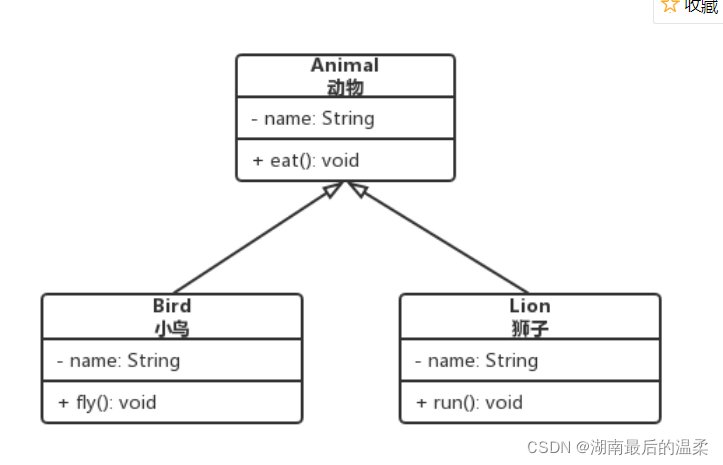 收藏
Animal
动物
- name: String
+ eat(): void
Bird
小鸟
- name: String
+ fly(): void
Lion
狮子
- name: String
+ run(): void
CSDN @湖南最后的温柔